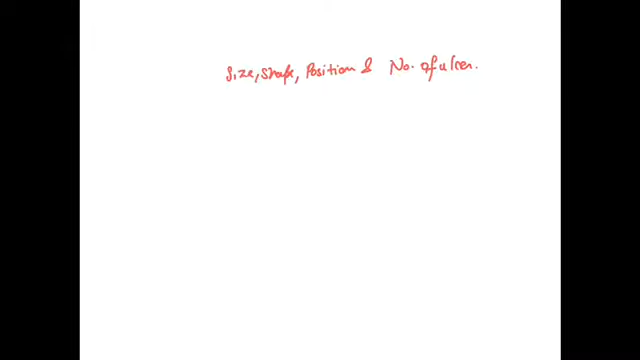 Size, Shape, Position & No. of ulcer.